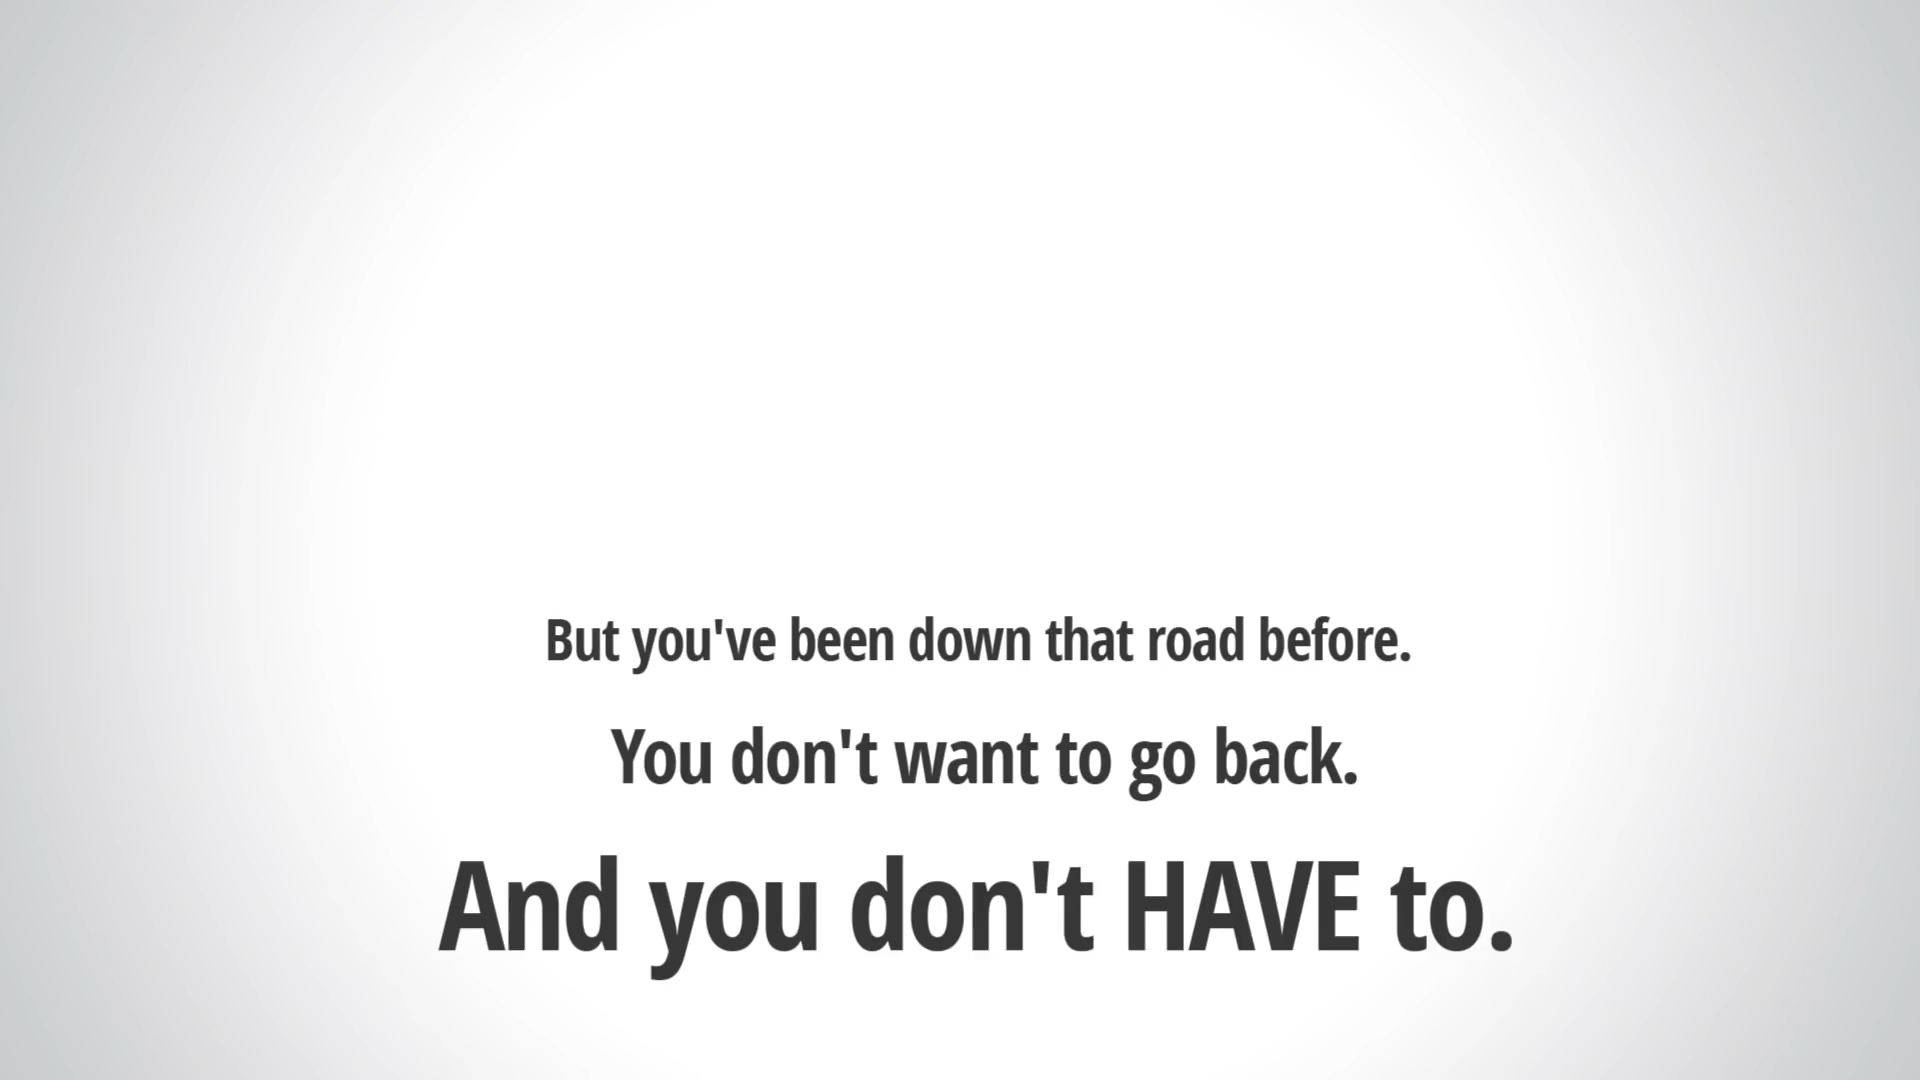 But you've been down that road before.
You don't want to go back.
And you don't HAVE to.